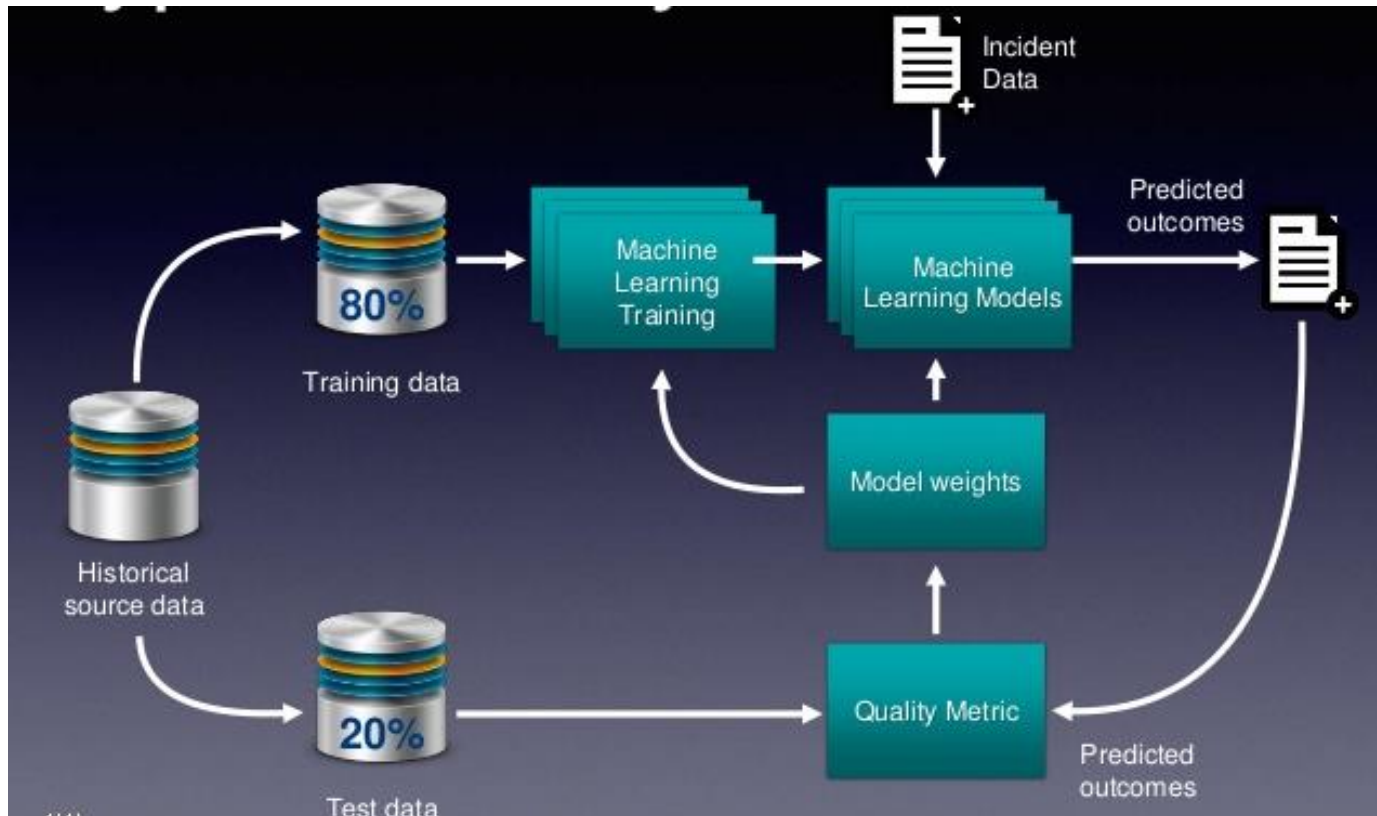 Incident
Data
Predicted
outcomes
80%
Machine
Learning
Training
Machine
Learning Models
Training data
Model weights
Historical
source data
20%
Quality Metric
Predicted
outcomes
Test data